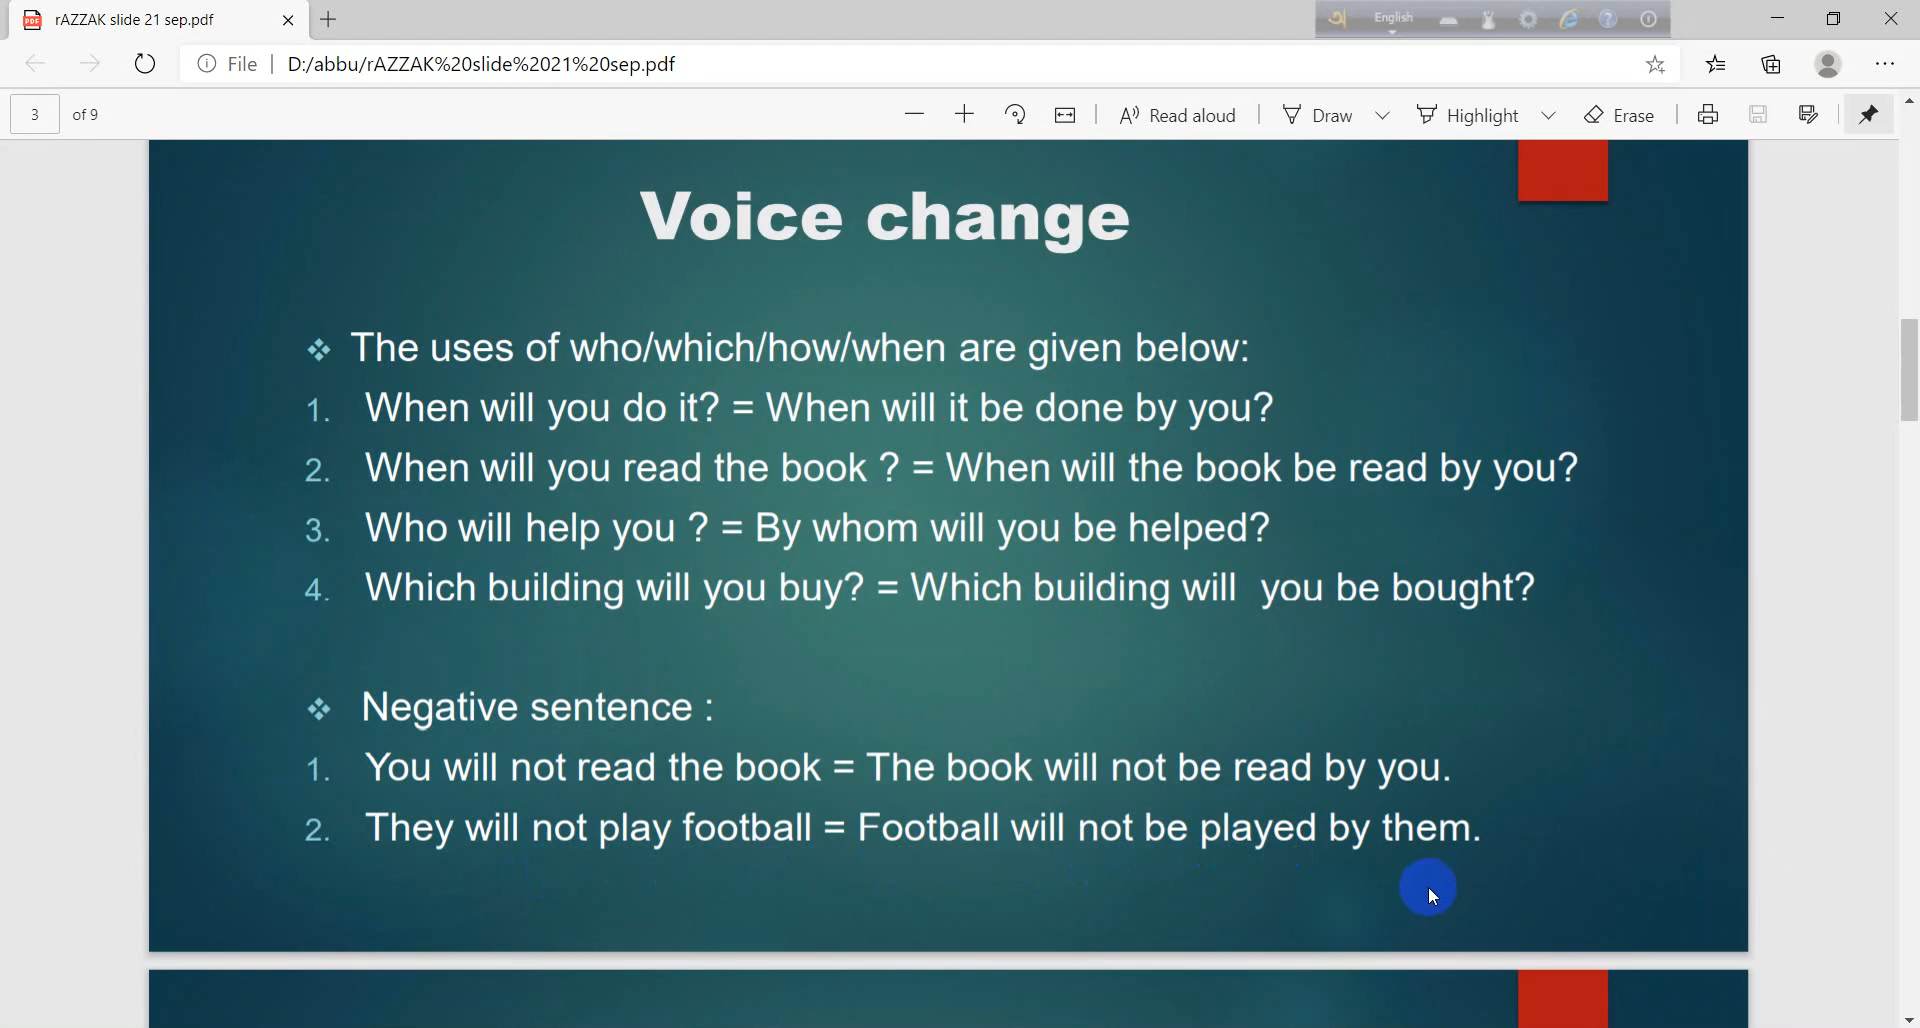 rAZZAK slide 21 sep.pdf
English
File D:/abbu/rAZZAK%20slide%2021%20sep.pdf
3 of 9 Read aloud Draw Highlight Erase
Voice change
❖ The uses of who/which/how/when are given below:
1. When will you do it? = When will it be done by you?
2. When will you read the book ? = When will the book be read by you?
3. Who will help you ? = By whom will you be helped?
4. Which building will you buy? = Which building will you be bought?
❖ Negative sentence :
1. You will not read the book = The book will not be read by you.
2. They will not play football = Football will not be played by them.